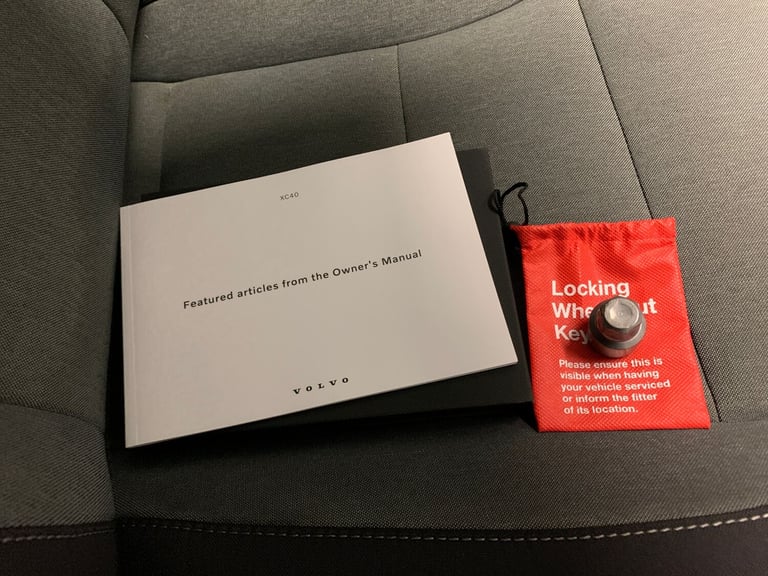 XC40
Featured articles from the Owner's Manual
VOLVO
Locking
Key
Please ensure this is
visible when having
your vehicle serviced
or inform the fitter
of its location.